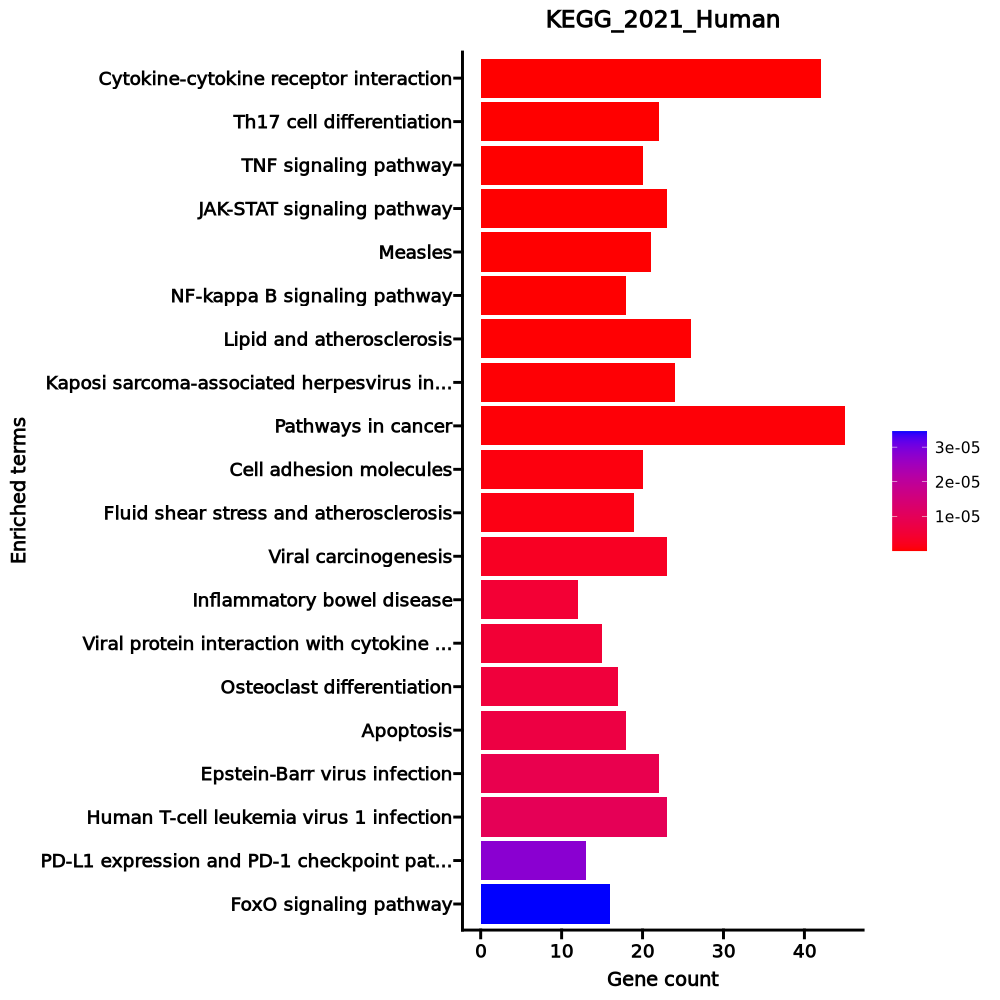 KEGG_2021_Human
Cytokine-cytokine receptor interaction
Th17 cell differentiation
TNF signaling pathway
JAK-STAT signaling pathway
Measles
NF-kappa B signaling pathway
Lipid and atherosclerosis
Kaposi sarcoma-associated herpesvirus in...
Pathways in cancer
Cell adhesion molecules
Fluid shear stress and atherosclerosis
Viral carcinogenesis
Inflammatory bowel disease
Viral protein interaction with cytokine ...
Osteoclast differentiation
Apoptosis
Epstein-Barr virus infection
Human T-cell leukemia virus 1 infection
PD-L1 expression and PD-1 checkpoint pat...
FoxO signaling pathway
Enriched terms
0 10 20 30 40
Gene count
3e-05
2e-05
1e-05